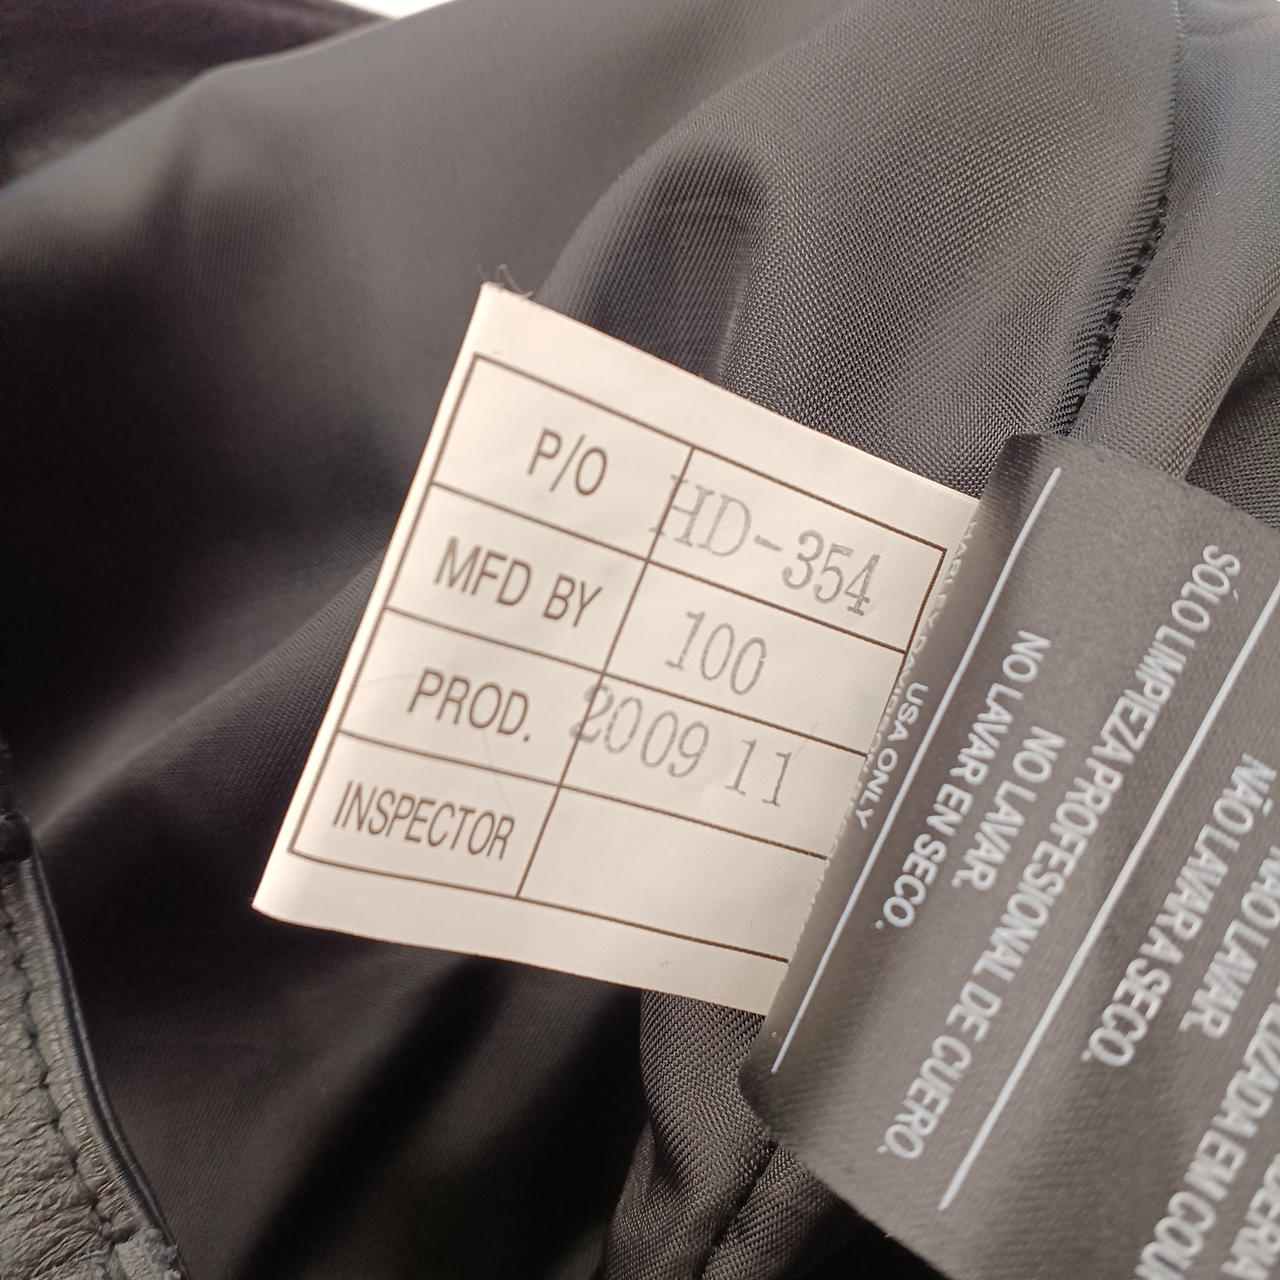 P/O HD-354
MFD BY 100
PROD. 2009 11
INSPECTOR
USA ONLY
NO LAVAR EN SECO.
NO LAVAR.
SÓLO LIMPIEZA PROFESIONAL DE CUERO.
NÃO LAVAR A SECO.
NÃO LAVAR.